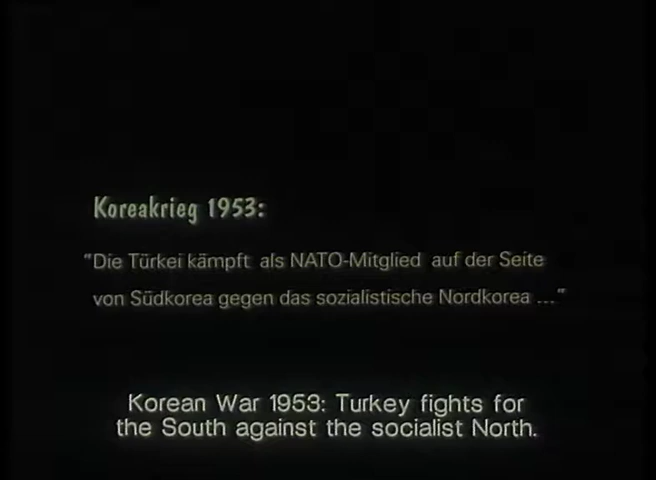 Koreakrieg 1953:
"Die Türkei kämpft als NATO-Mitglied auf der Seite
von Südkorea gegen das sozialistische Nordkorea ..."
Korean War 1953: Turkey fights for
the South against the socialist North.